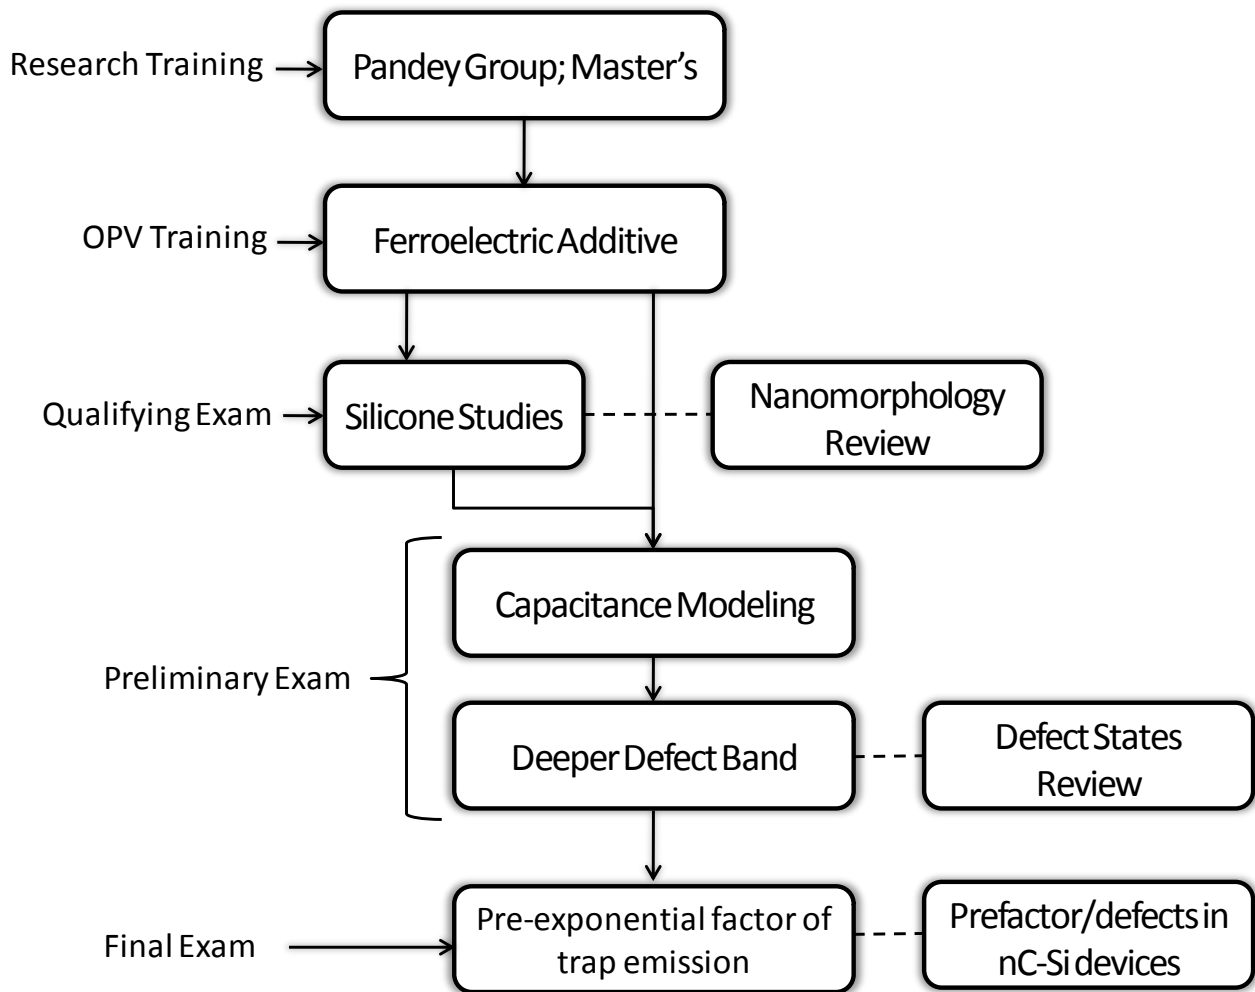 Research Training
Pandey Group; Master's
OPV Training
Ferroelectric Additive
Qualifying Exam
Silicone Studies
Nanomorphology
Review
Capacitance Modeling
Preliminary Exam
Deeper Defect Band
Defect States
Review
Final Exam
Pre-exponential factor of
trap emission
Prefactor/defects in
nC-Si devices